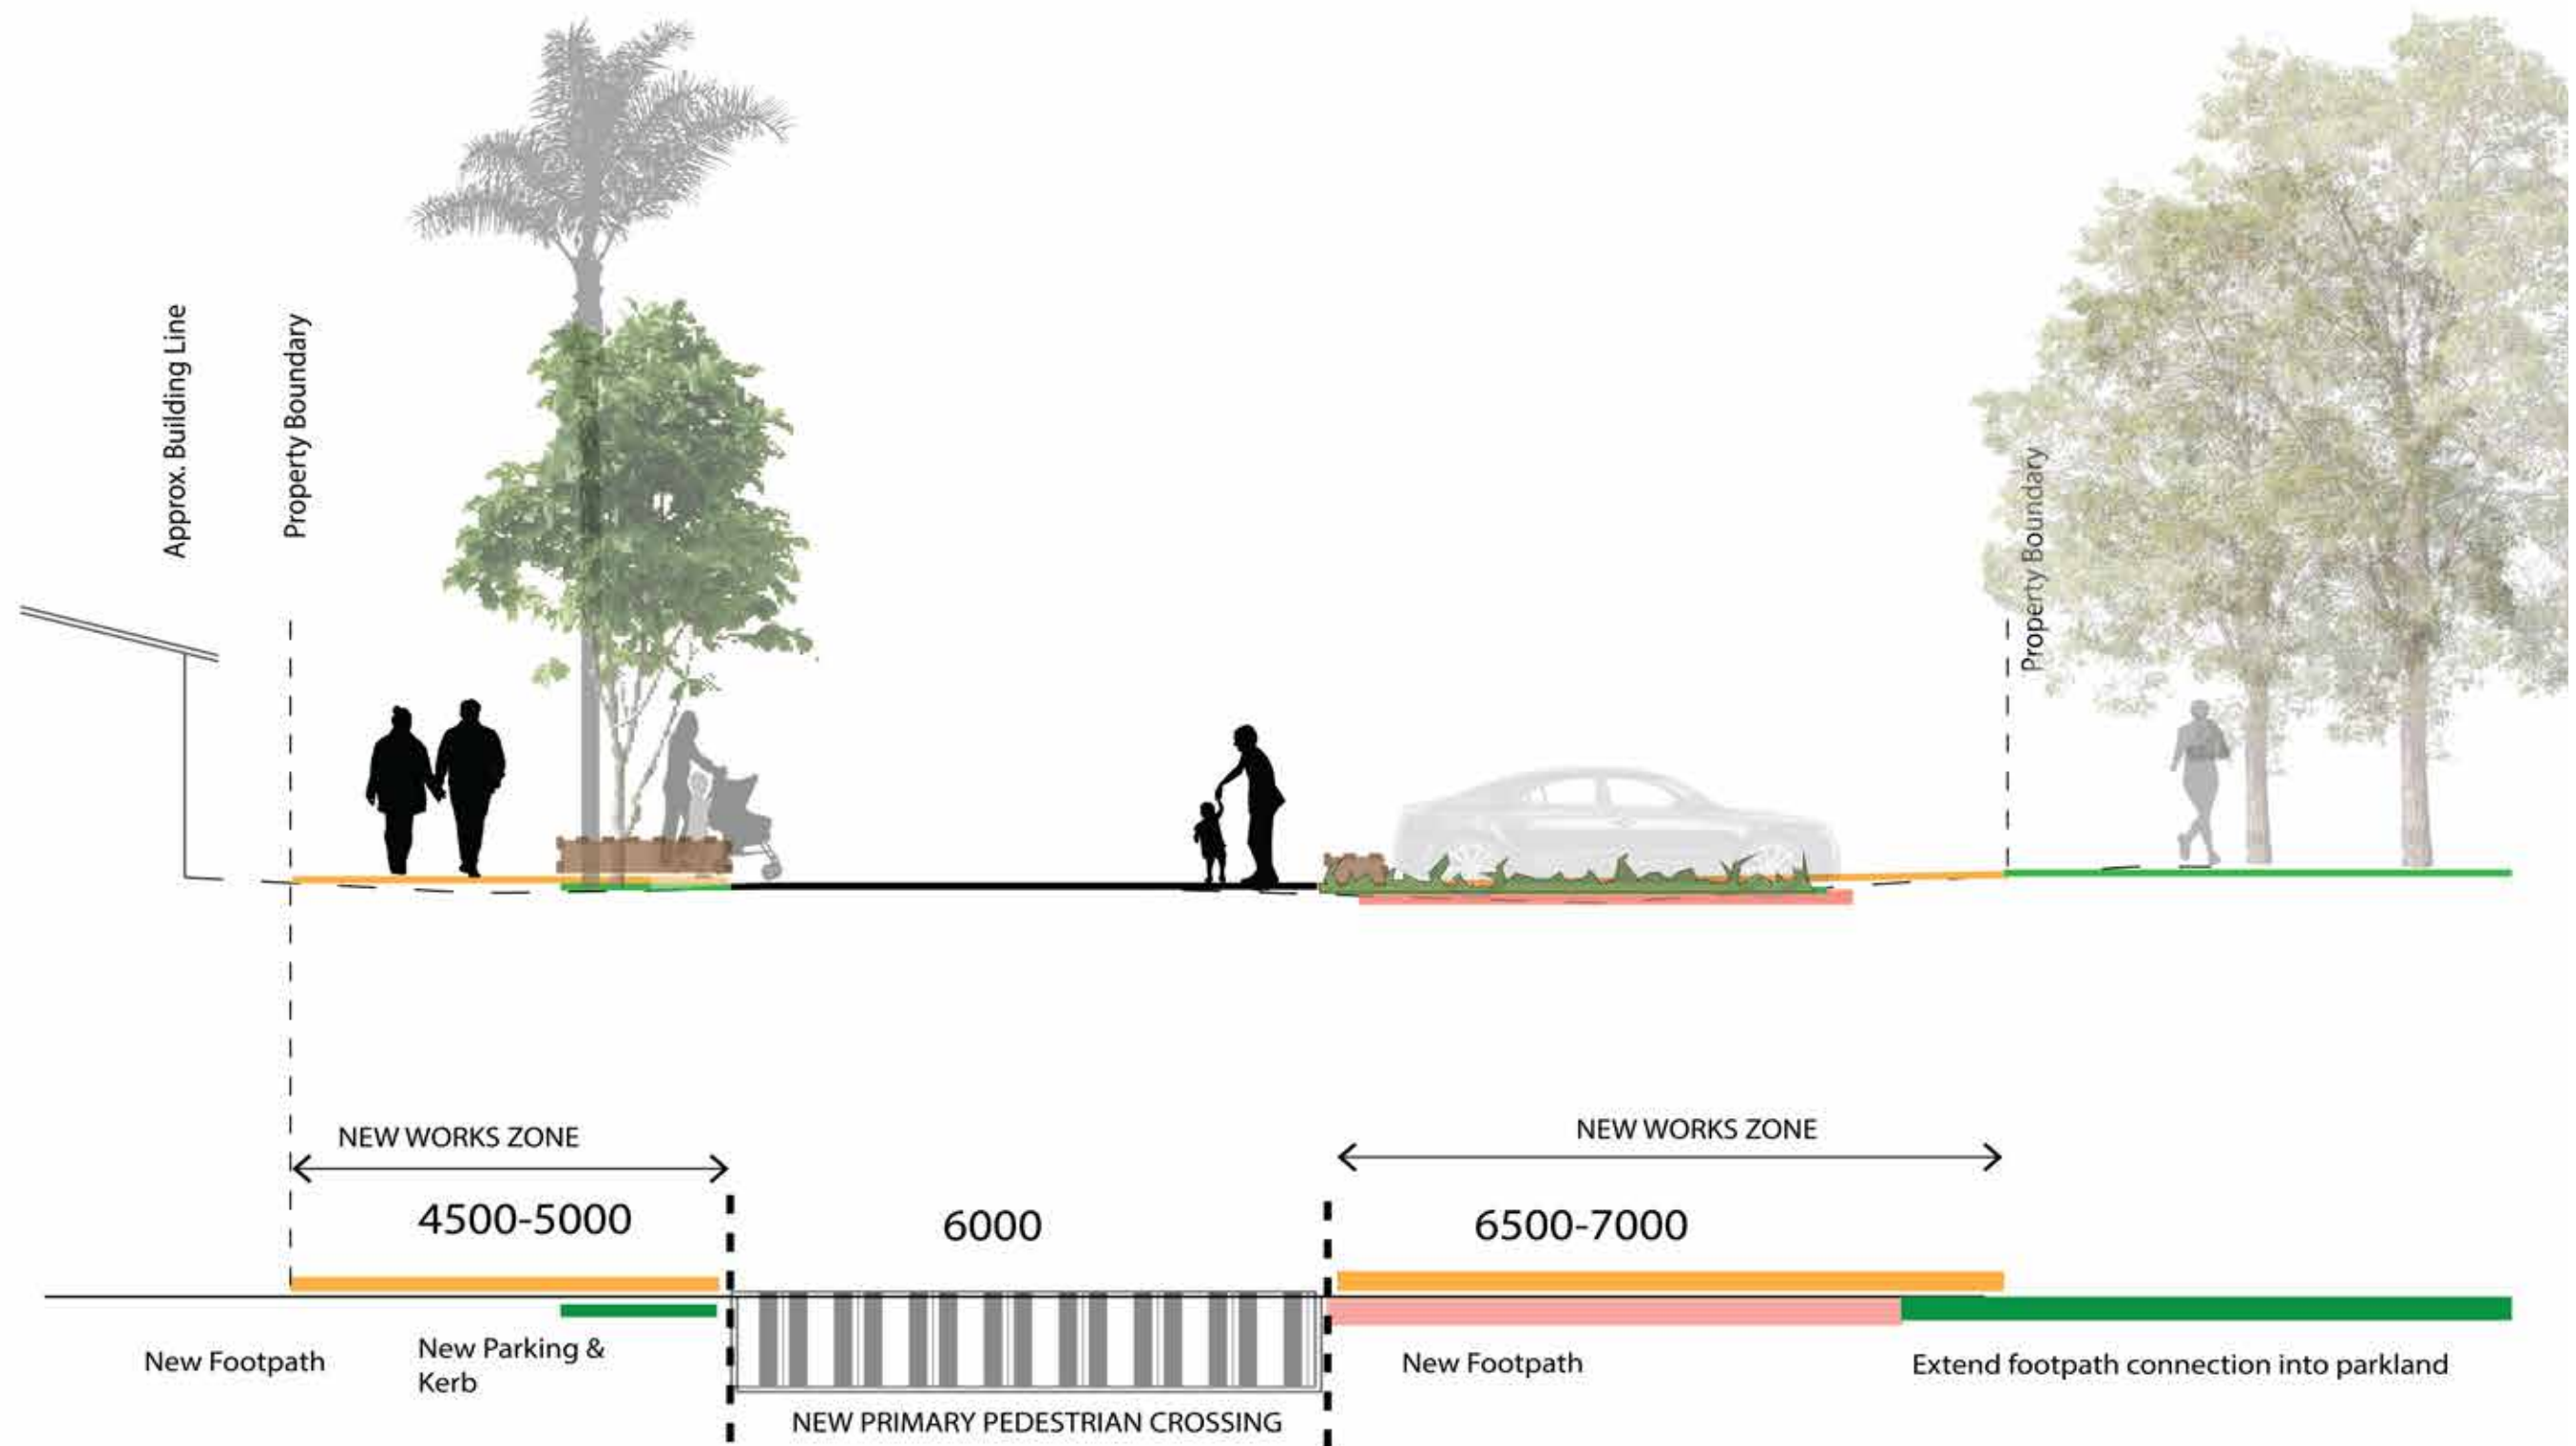 Approx. Building Line
Property Boundary
Property Boundary
NEW WORKS ZONE
NEW WORKS ZONE
4500-5000
6000
6500-7000
New Footpath
New Parking &
Kerb
New Footpath
Extend footpath connection into parkland
NEW PRIMARY PEDESTRIAN CROSSING